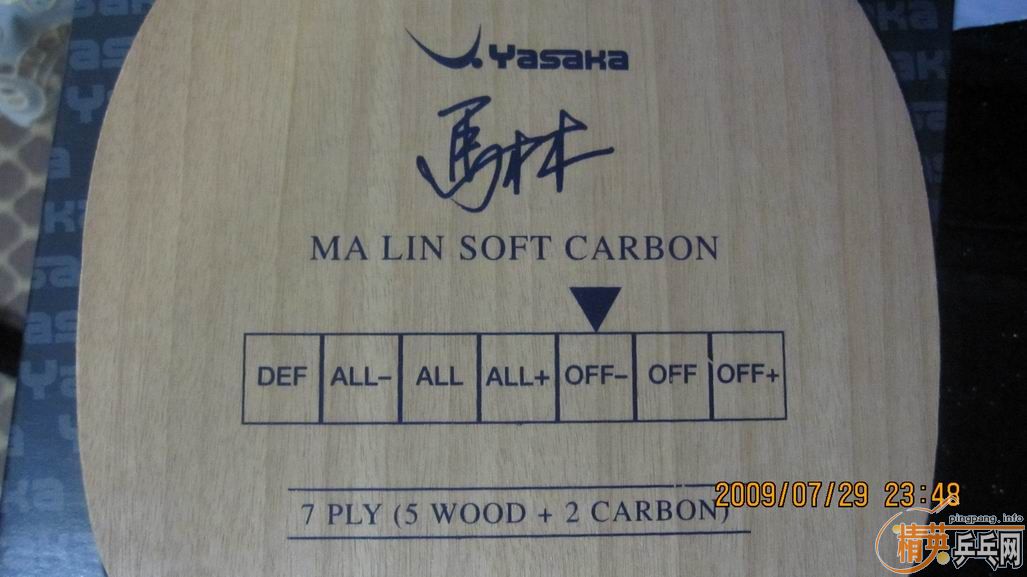 Yasaka
馬林
MA LIN SOFT CARBON
DEF ALL- ALL ALL+ OFF- OFF OFF+
7 PLY (5 WOOD + 2 CARBON)
2009/07/29 23:48
pingpang.info
精英乒乓网